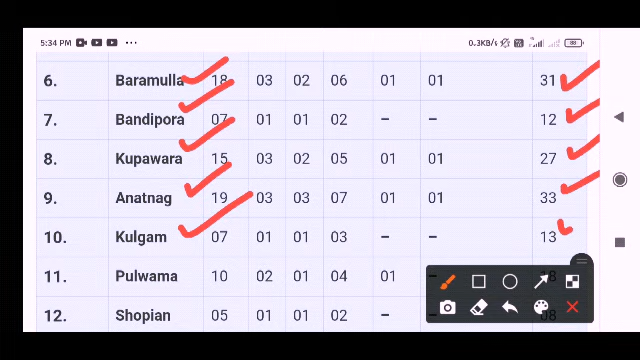 5:34 PM ··· 0.3KB/s 88
6. Baramulla 18 03 02 06 01 01 31
7. Bandipora 07 01 01 02 – – 12
8. Kupawara 15 03 02 05 01 01 27
9. Anatnag 19 03 03 07 01 01 33
10. Kulgam 07 01 01 03 – – 13
11. Pulwama 10 02 01 04 01 – 18
12. Shopian 05 01 01 02 –